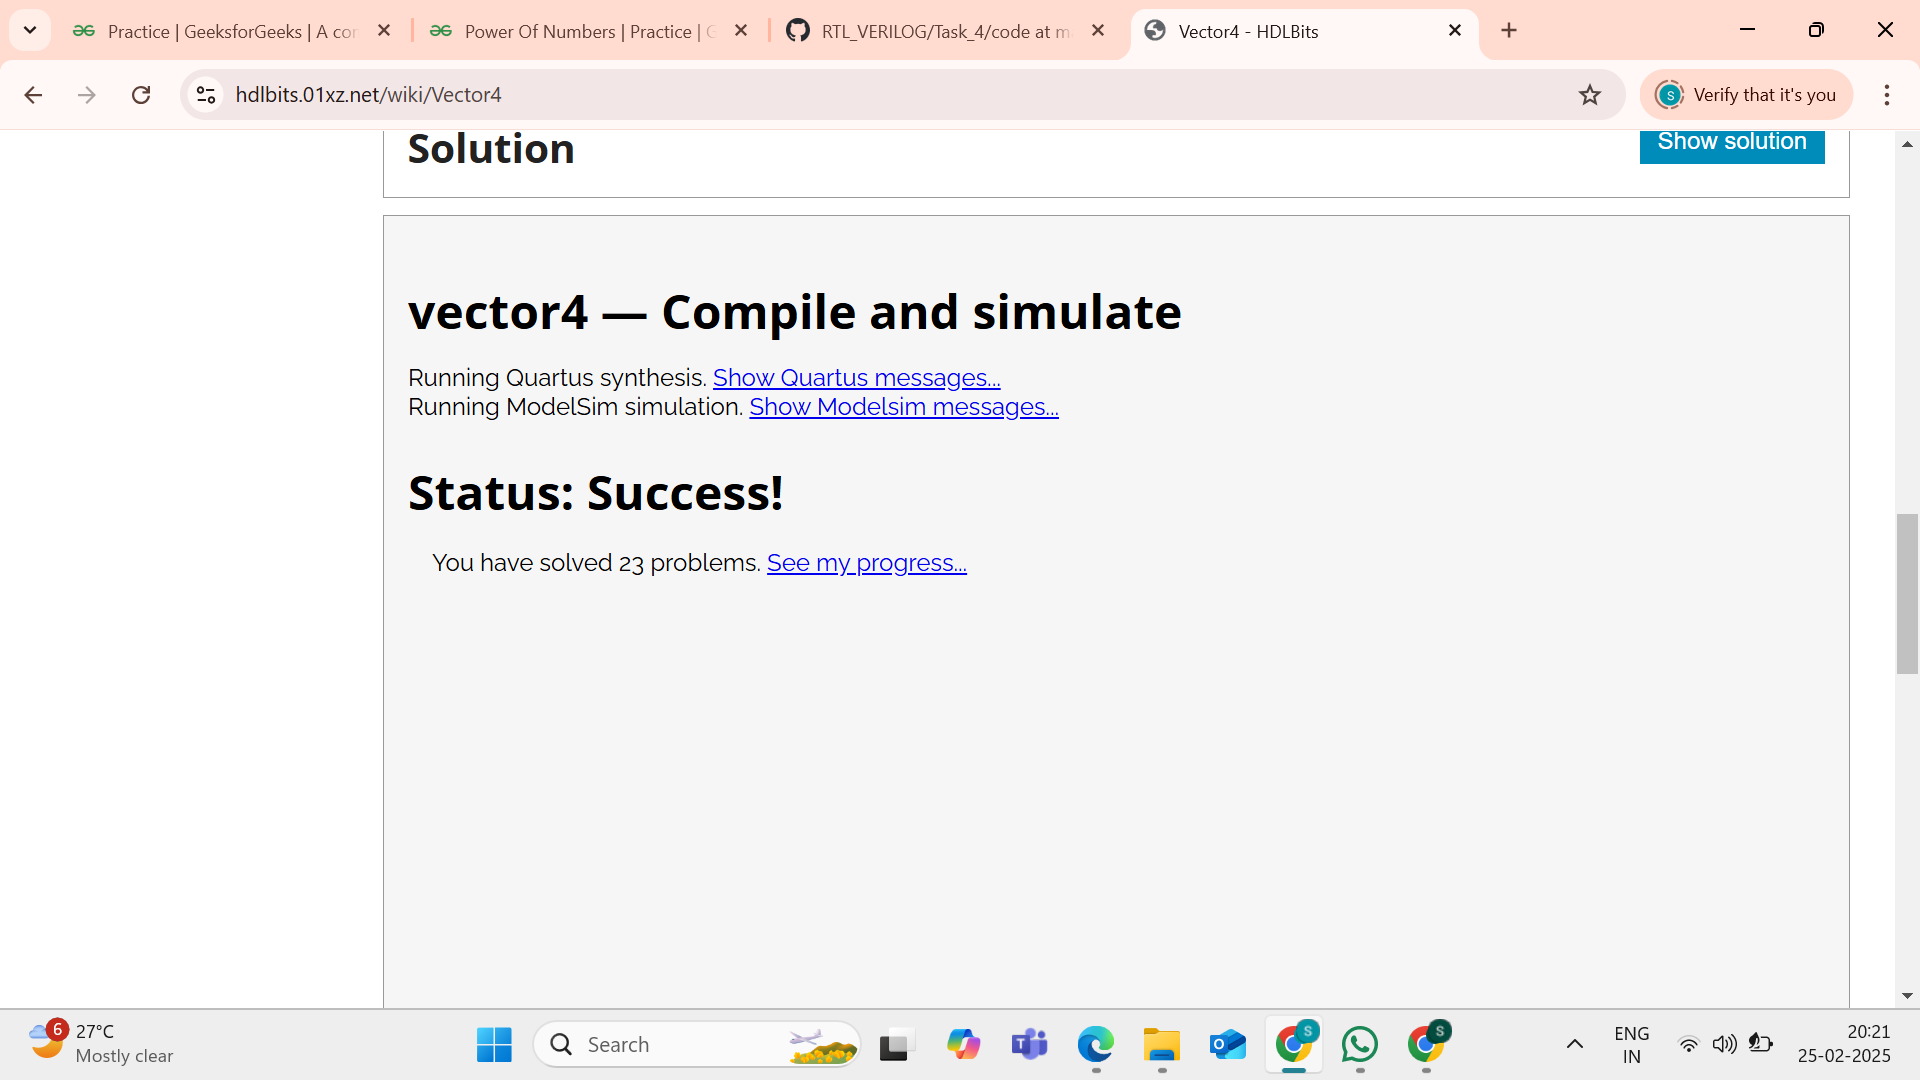 Practice | GeeksforGeeks | A cor
Power Of Numbers | Practice | G
RTL_VERILOG/Task_4/code at m
Vector4 - HDLBits
hdlbits.01xz.net/wiki/Vector4
S
Verify that it's you
Solution
Show solution
vector4 — Compile and simulate
Running Quartus synthesis. Show Quartus messages...
Running ModelSim simulation. Show Modelsim messages...
Status: Success!
You have solved 23 problems. See my progress...
6
27°C
Mostly clear
Search
S
S
ENG
IN
20:21
25-02-2025